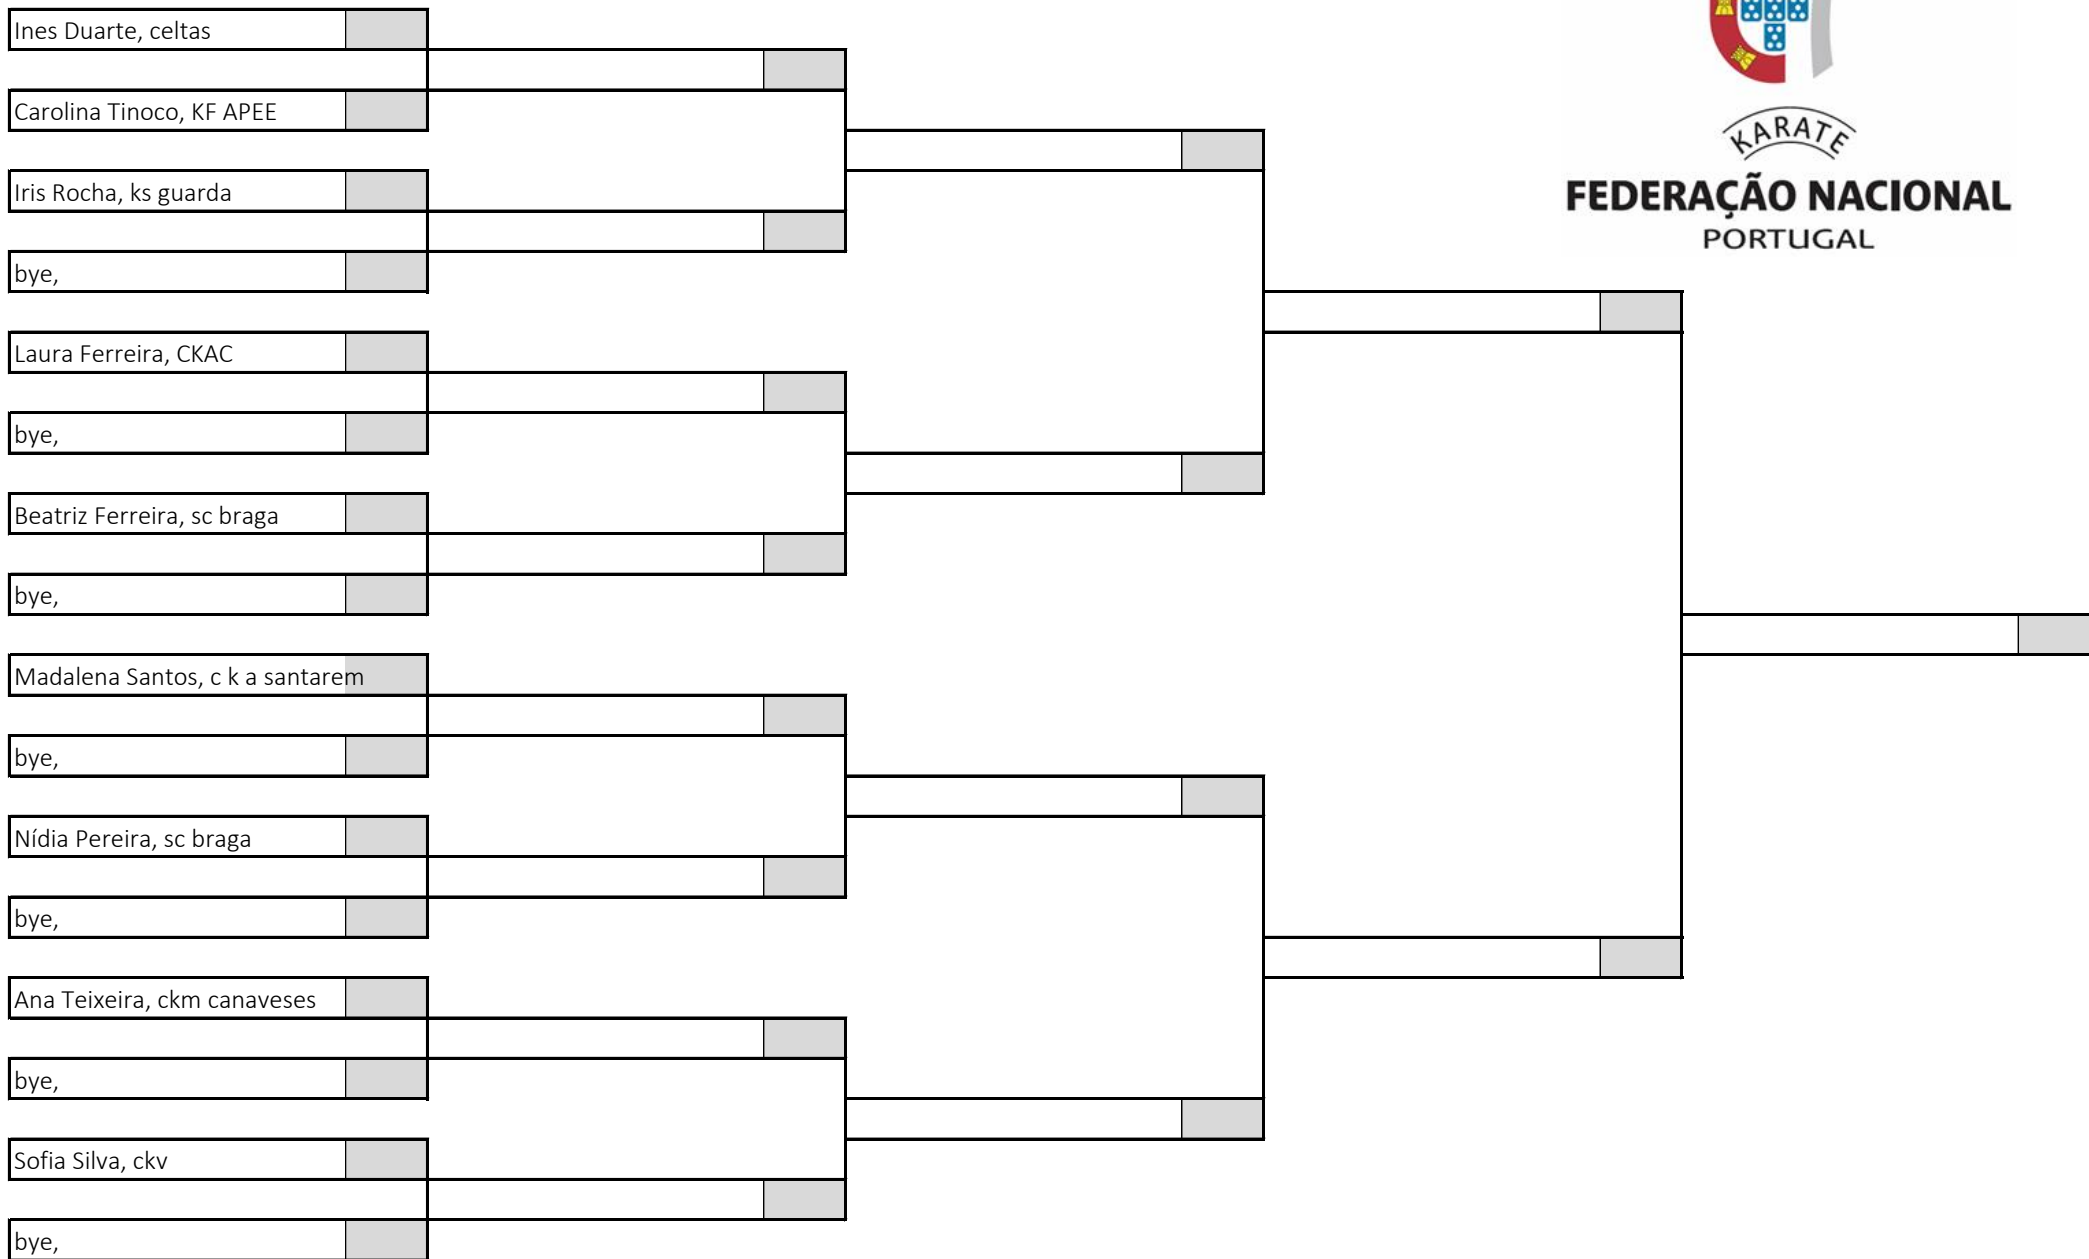 Ines Duarte, celtas
Carolina Tinoco, KF APEE
KARATE
Iris Rocha, ks guarda
FEDERAÇÃO NACIONAL
PORTUGAL
bye,
Laura Ferreira, CKAC
bye,
Beatriz Ferreira, sc braga
bye,
Madalena Santos, c k a santarem
bye,
Nídia Pereira, sc braga
bye,
Ana Teixeira, ckm canaveses
bye,
Sofia Silva, ckv
bye,